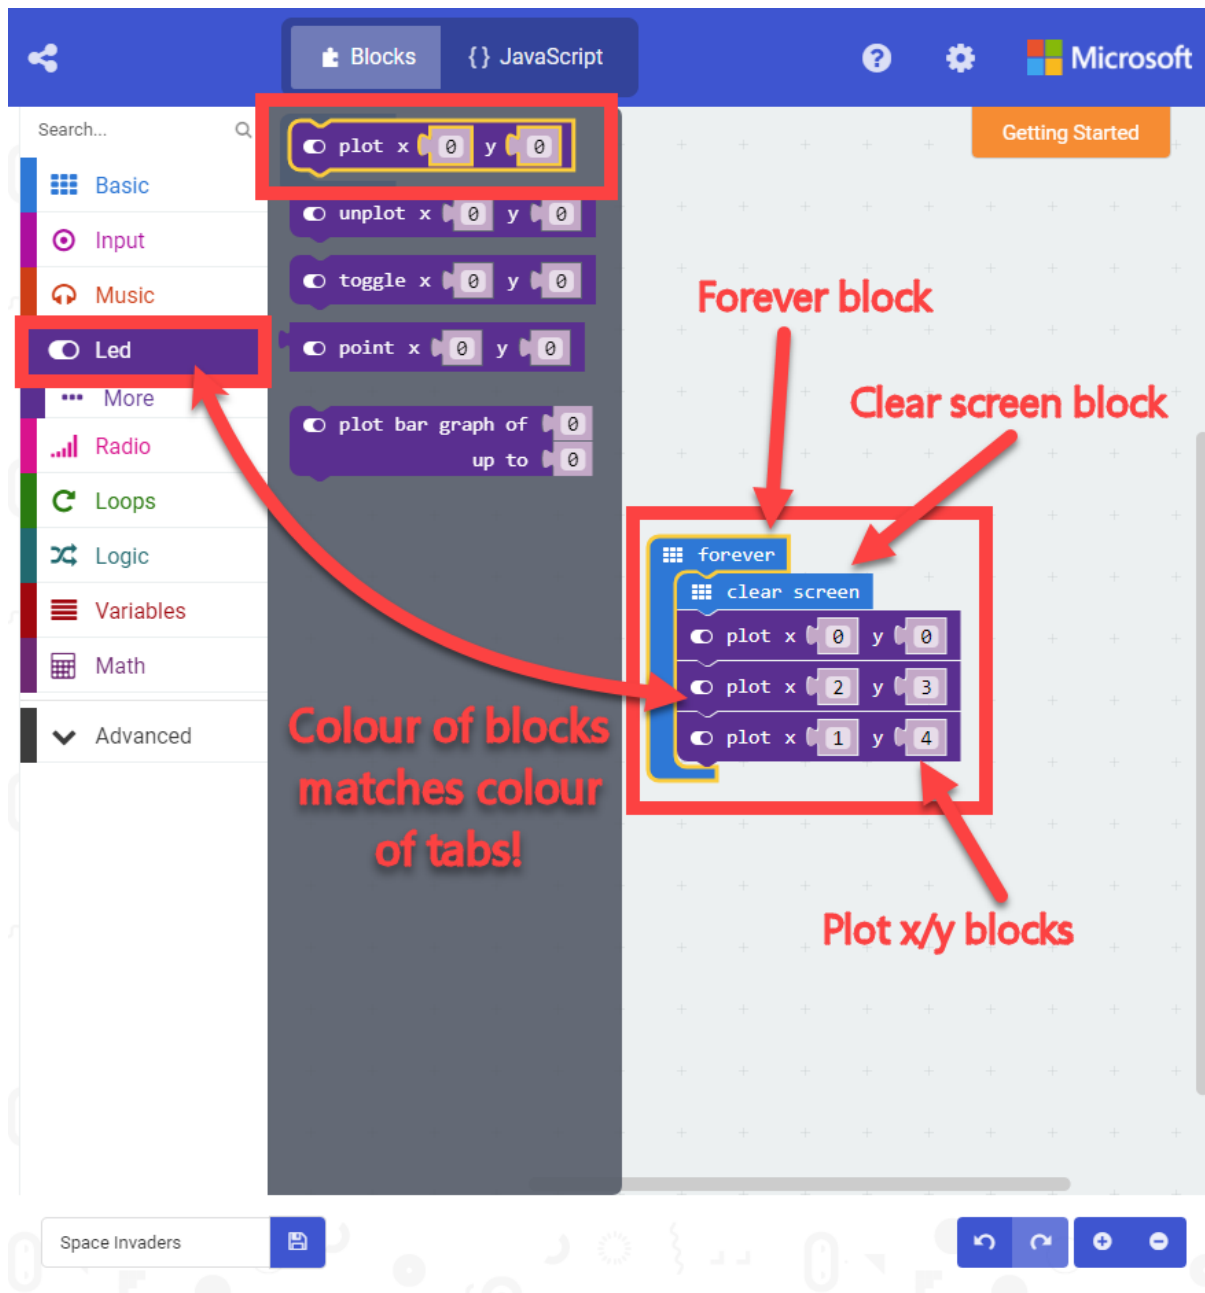 Blocks
{} JavaScript
Microsoft
Search...
Getting Started
Basic
Input
Music
Led
More
Radio
Loops
Logic
Variables
Math
Advanced
plot x 0 y 0
unplot x 0 y 0
toggle x 0 y 0
point x 0 y 0
plot bar graph of 0
up to 0
Forever block
Clear screen block
forever
clear screen
plot x 0 y 0
plot x 2 y 3
plot x 1 y 4
Colour of blocks
matches colour
of tabs!
Plot x/y blocks
Space Invaders